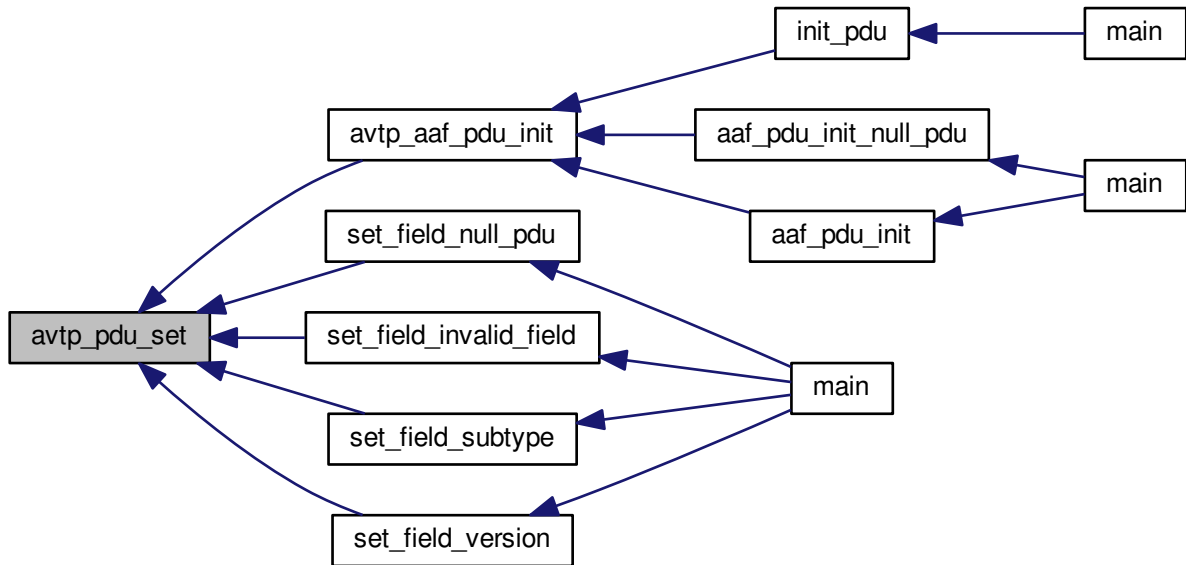 init_pdu
main
avtp_aaf_pdu_init
aaf_pdu_init_null_pdu
main
aaf_pdu_init
set_field_null_pdu
avtp_pdu_set
set_field_invalid_field
main
set_field_subtype
set_field_version